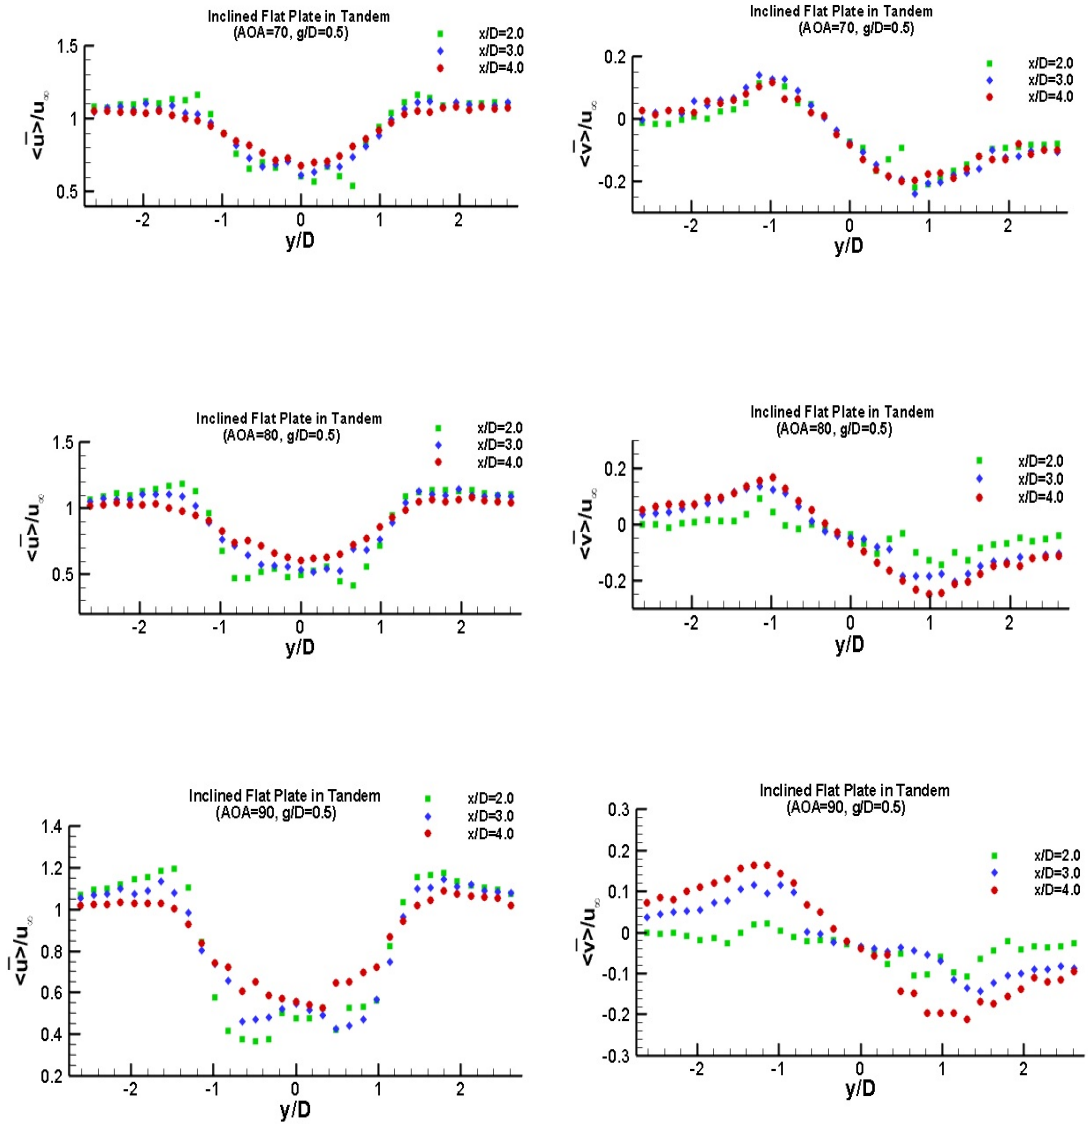 Inclined Flat Plate in Tandem
(AOA=70, g/D=0.5)
x/D=2.0
x/D=3.0
x/D=4.0
1.5
1
0.5
<u̅>/u∞
-2 -1 0 1 2
y/D
Inclined Flat Plate in Tandem
(AOA=70, g/D=0.5)
x/D=2.0
x/D=3.0
x/D=4.0
0.2
0
-0.2
<v̅>/u∞
-2 -1 0 1 2
y/D
Inclined Flat Plate in Tandem
(AOA=80, g/D=0.5)
x/D=2.0
x/D=3.0
x/D=4.0
1.5
1
0.5
<u̅>/u∞
-2 -1 0 1 2
y/D
Inclined Flat Plate in Tandem
(AOA=80, g/D=0.5)
x/D=2.0
x/D=3.0
x/D=4.0
0.2
0
-0.2
<v̅>/u∞
-2 -1 0 1 2
y/D
Inclined Flat Plate in Tandem
(AOA=90, g/D=0.5)
x/D=2.0
x/D=3.0
x/D=4.0
1.4
1.2
1
0.8
0.6
0.4
0.2
<u̅>/u∞
-2 -1 0 1 2
y/D
Inclined Flat Plate in Tandem
(AOA=90, g/D=0.5)
x/D=2.0
x/D=3.0
x/D=4.0
0.3
0.2
0.1
0
-0.1
-0.2
-0.3
<v̅>/u∞
-2 -1 0 1 2
y/D